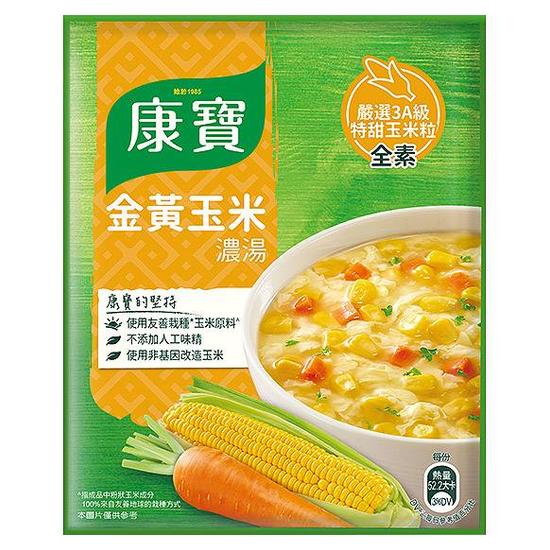 始於1985
康寶
嚴選3A級
特甜玉米粒
全素
金黃玉米
濃湯
康寶的堅持
使用友善栽種*玉米原料^
不添加人工味精
使用非基因改造玉米
^指成品中粉狀玉米成分
100%來自友善地球的栽種方式
本圖片僅供參考
每份
熱量
52.2大卡
3%DV